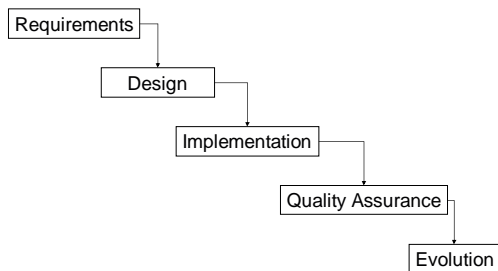 Requirements
Design
Implementation
Quality Assurance
Evolution